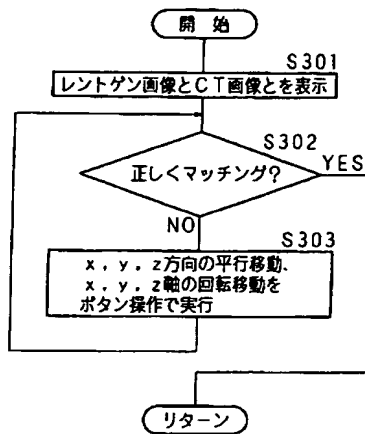 開 始
S301
レントゲン画像とCT画像とを表示
S302
正しくマッチング?
YES
NO
S303
x, y, z方向の平行移動、
x, y, z軸の回転移動を
ボタン操作で実行
リターン